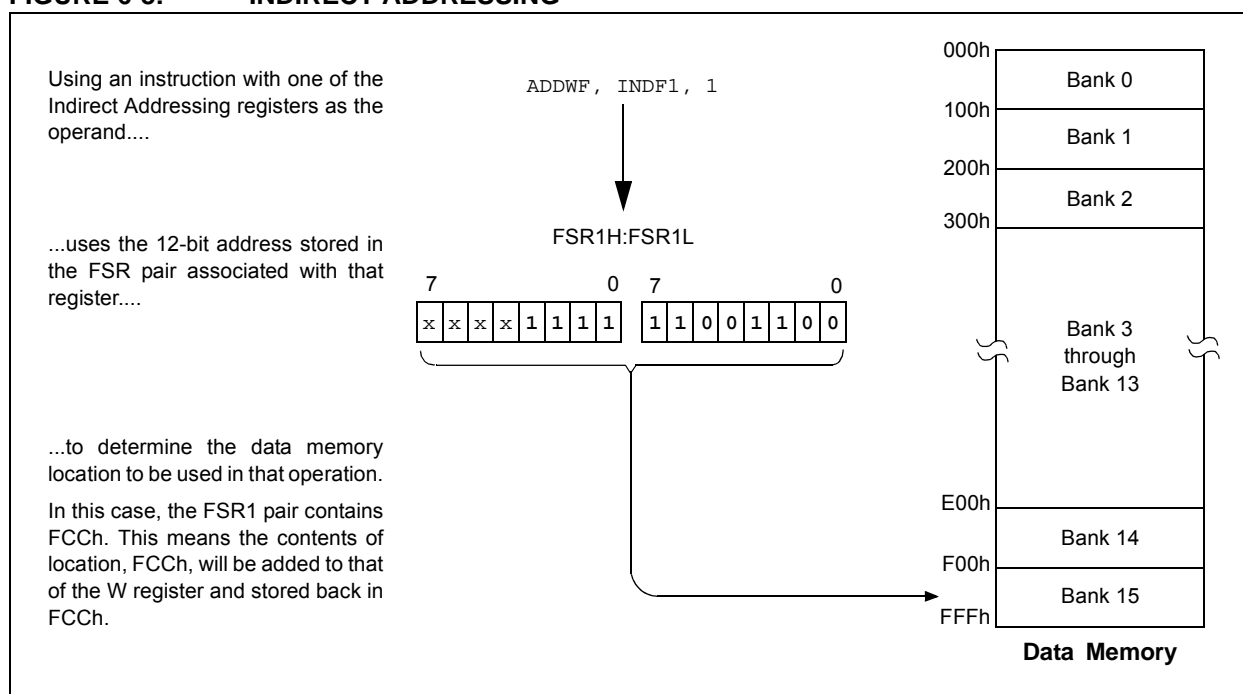 Using an instruction with one of the
Indirect Addressing registers as the
operand....
ADDWF, INDF1, 1
...uses the 12-bit address stored in
the FSR pair associated with that
register....
FSR1H:FSR1L
7 0 7 0
x x x x 1 1 1 1 1 1 0 0 1 1 0 0
...to determine the data memory
location to be used in that operation.
In this case, the FSR1 pair contains
FCCh. This means the contents of
location, FCCh, will be added to that
of the W register and stored back in
FCCh.
000h
Bank 0
100h
Bank 1
200h
Bank 2
300h
Bank 3
through
Bank 13
E00h
Bank 14
F00h
Bank 15
FFFh
Data Memory